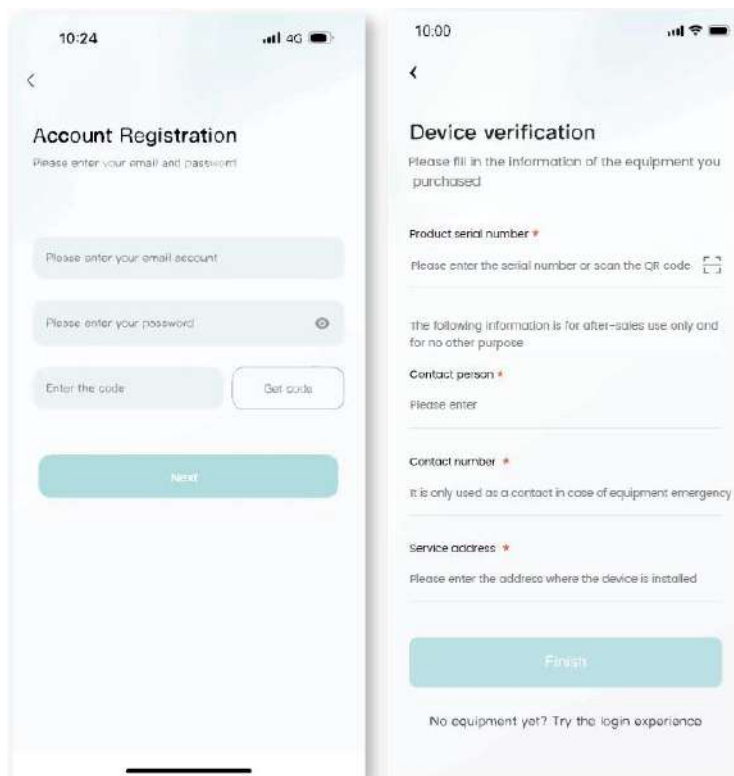 10:24
4G
Account Registration
Please enter your email and password
Please enter your email account
Please enter your password
Enter the code
Get code
Next
10:00
Device verification
Please fill in the information of the equipment you
purchased
Product serial number *
Please enter the serial number or scan the QR code
The following information is for after-sales use only and
for no other purpose
Contact person *
Please enter
Contact number *
It is only used as a contact in case of equipment emergency
Service address *
Please enter the address where the device is installed
Finish
No equipment yet? Try the login experience